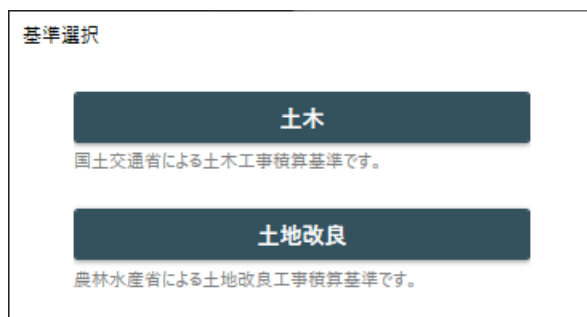 基準選択
土木
国土交通省による土木工事積算基準です。
土地改良
農林水産省による土地改良工事積算基準です。